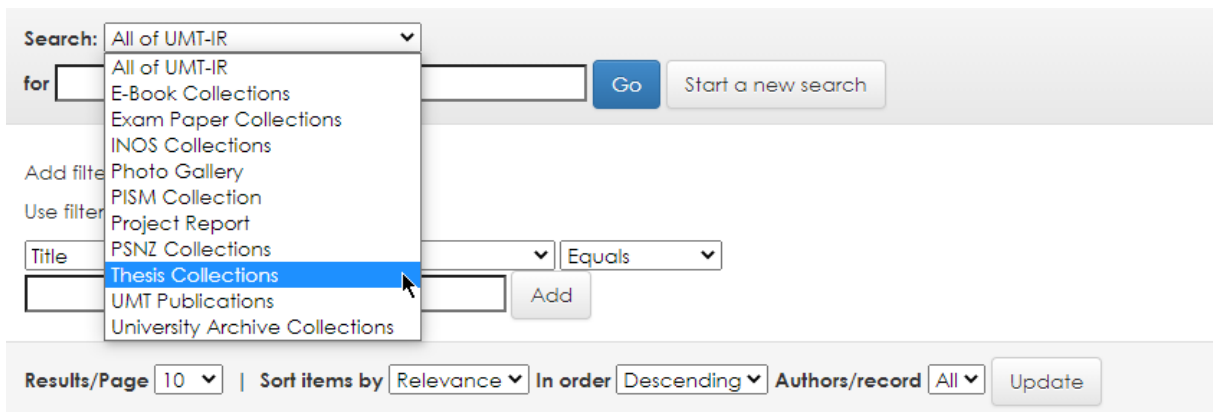 Search: All of UMT-IR
All of UMT-IR
for Go Start a new search
E-Book Collections
Exam Paper Collections
INOS Collections
Add filte Photo Gallery
PISM Collection
Use filter
Project Report
Title PSNZ Collections Equals
Thesis Collections
Add
UMT Publications
University Archive Collections
Results/Page 10 | Sort items by Relevance In order Descending Authors/record All Update